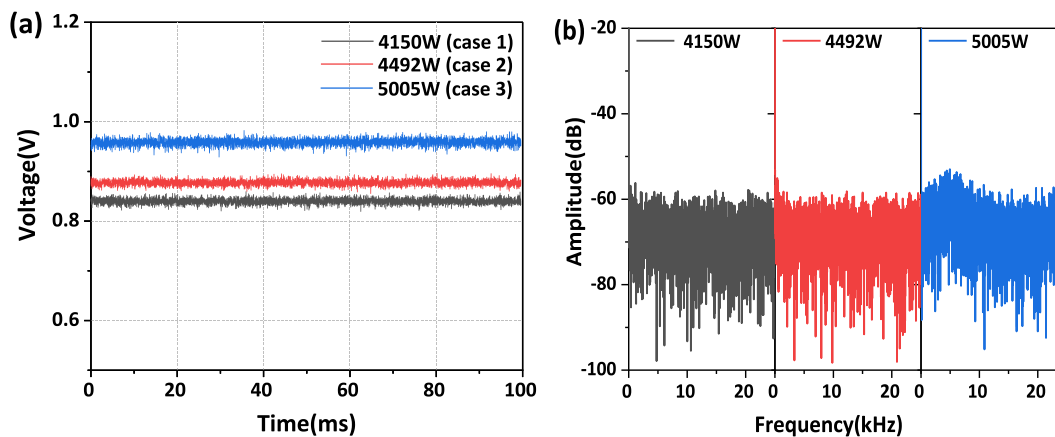 (a)
1.2
1.0
0.8
0.6
Voltage(V)
4150W (case 1)
4492W (case 2)
5005W (case 3)
0 20 40 60 80 100
Time(ms)
(b)
-20
-40
-60
-80
-100
Amplitude(dB)
4150W 4492W 5005W
0 10 20 0 10 20 0 10 20
Frequency(kHz)